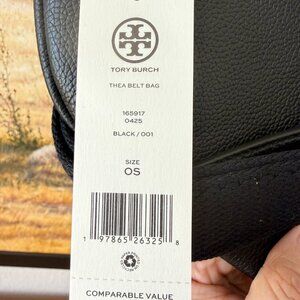 TORY BURCH
THEA BELT BAG
165917
0425
BLACK / 001
SIZE
OS
1 97865 26325 8
COMPARABLE VALUE